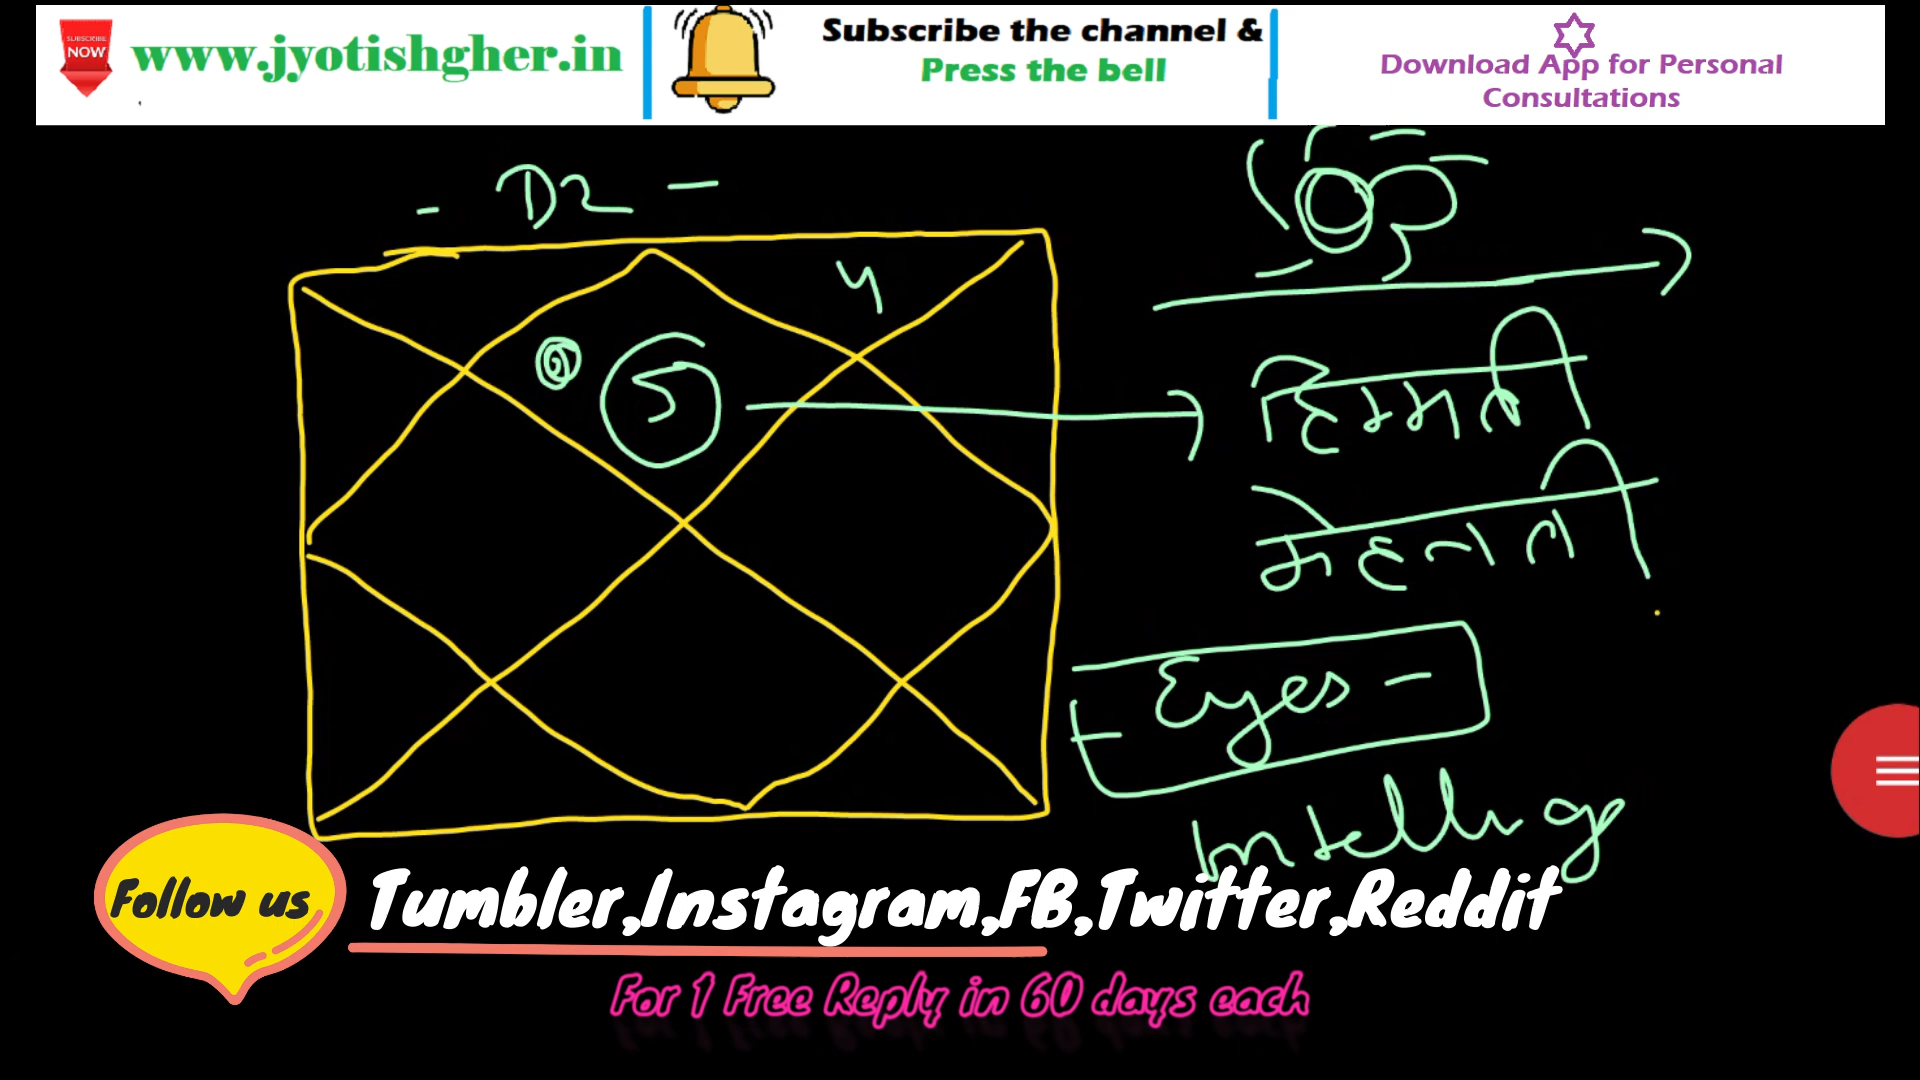 SUBSCRIBE
NOW
www.jyotishgher.in
Subscribe the channel &
Press the bell
Download App for Personal
Consultations
- D2 -
4
5
हिम्मती
मेहनती
Eyes -
Follow us
Tumbler,Instagram,FB,Twitter,Reddit
For 1 Free Reply in 60 days each